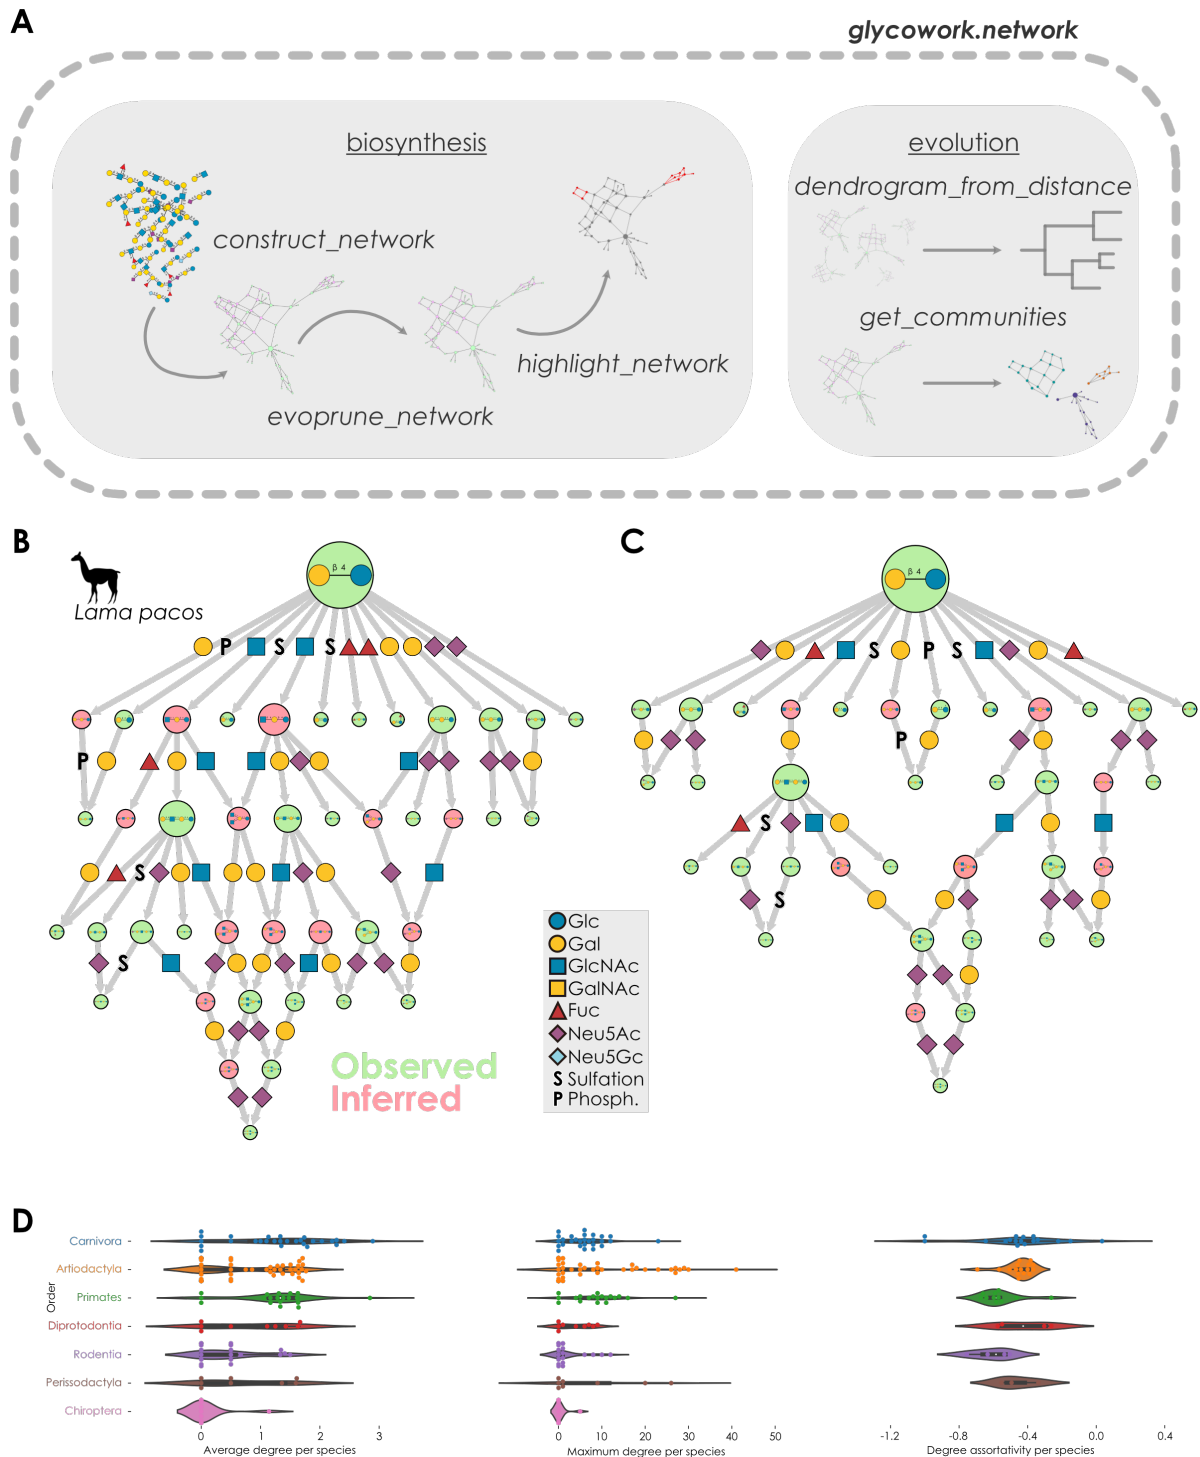 A
glycowork.network
biosynthesis
construct_network
evoprune_network
highlight_network
evolution
dendrogram_from_distance
get_communities
B
Lama pacos
β 4
P S S
P
S
S
Observed
Inferred
Glc
Gal
GlcNAc
GalNAc
Fuc
Neu5Ac
Neu5Gc
S Sulfation
P Phosph.
C
β 4
S P S
P
S
S
D
Order
Carnivora
Artiodactyla
Primates
Diprotodontia
Rodentia
Perissodactyla
Chiroptera
0 1 2 3
Average degree per species
0 10 20 30 40 50
Maximum degree per species
-1.2 -0.8 -0.4 0.0 0.4
Degree assortativity per species